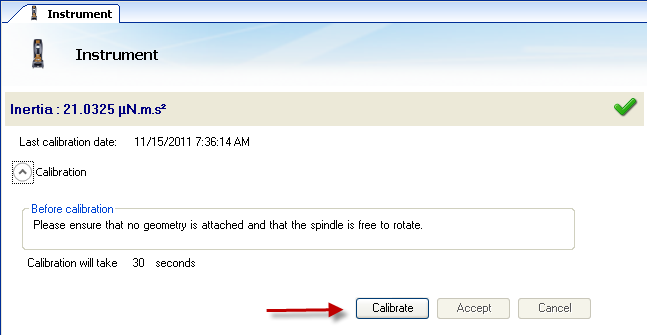 Instrument
Instrument
Inertia : 21.0325 µN.m.s²
Last calibration date: 11/15/2011 7:36:14 AM
Calibration
Before calibration
Please ensure that no geometry is attached and that the spindle is free to rotate.
Calibration will take 30 seconds
Calibrate Accept Cancel